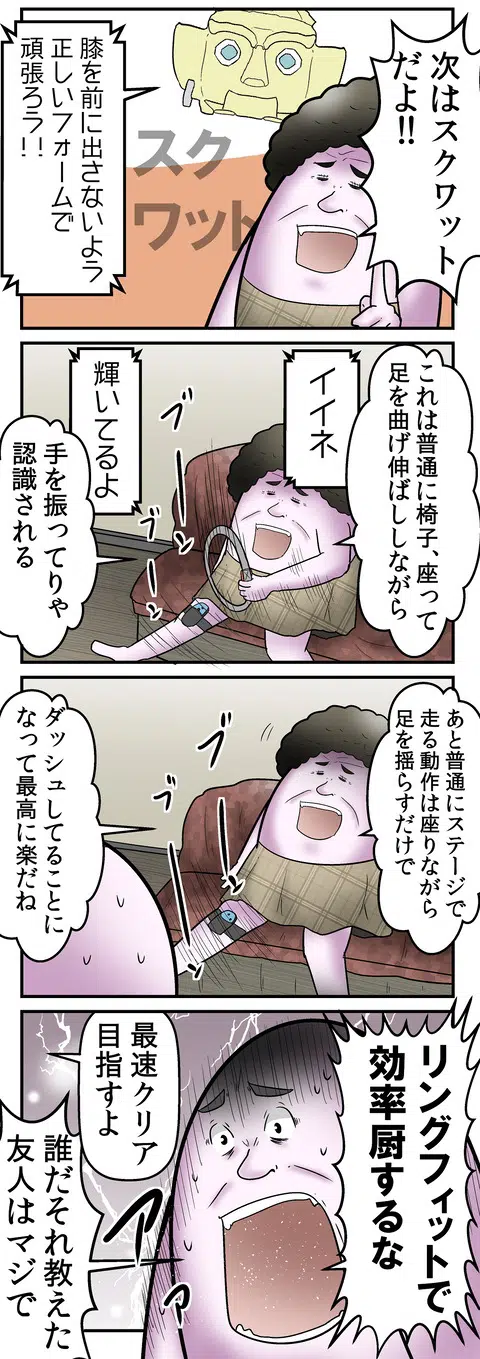 次はスクワット
だよ!!
スク
ワット
膝を前に出さないよう
正しいフォームで
頑張ろう!!
これは普通に椅子、座って
足を曲げ伸ばししながら
イイネ
輝いてるよ
ブンッ
手を振ってりゃ
認識される
あと普通にステージで
走る動作は座りながら
足を揺らすだけで
ブンッ
ダッシュしてることに
なって最高に楽だね
リングフィットで
効率厨するな
最速クリア
目指すよ
アァ
誰だそれ教えた
友人はマジで